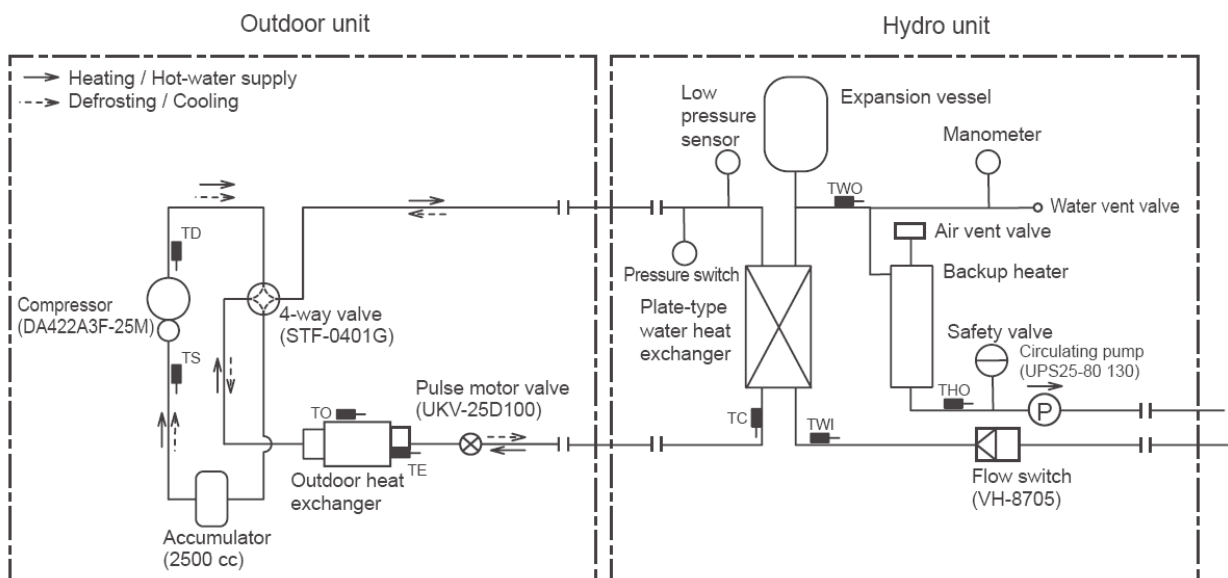 Outdoor unit
Hydro unit
Heating / Hot-water supply
Defrosting / Cooling
Low
pressure
sensor
Expansion vessel
Manometer
TWO
Water vent valve
TD
Air vent valve
Pressure switch
Backup heater
Compressor
(DA422A3F-25M)
4-way valve
(STF-0401G)
Plate-type
water heat
exchanger
Safety valve
TS
Circulating pump
(UPS25-80 130)
Pulse motor valve
(UKV-25D100)
THO
P
TO
TC
TWI
TE
Outdoor heat
exchanger
Flow switch
(VH-8705)
Accumulator
(2500 cc)